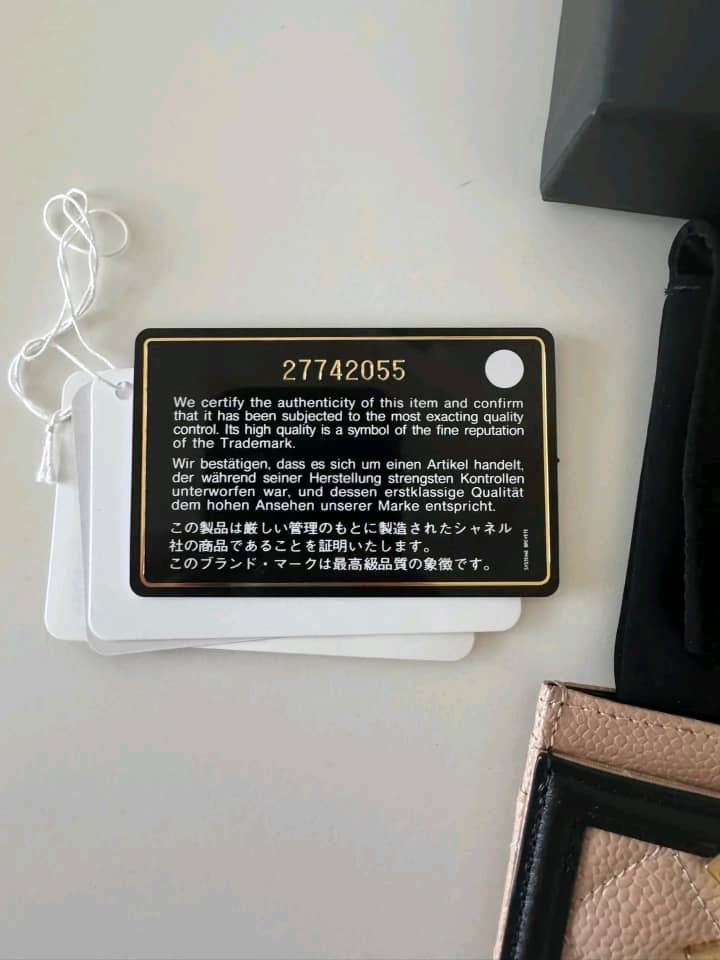 27742055
We certify the authenticity of this item and confirm
that it has been subjected to the most exacting quality
control. Its high quality is a symbol of the fine reputation
of the Trademark.
Wir bestätigen, dass es sich um einen Artikel handelt,
der während seiner Herstellung strengsten Kontrollen
unterworfen war, und dessen erstklassige Qualität
dem hohen Ansehen unserer Marke entspricht.
この製品は厳しい管理のもとに製造されたシャネル
社の商品であることを証明いたします。
このブランド・マークは最高級品質の象徴です。